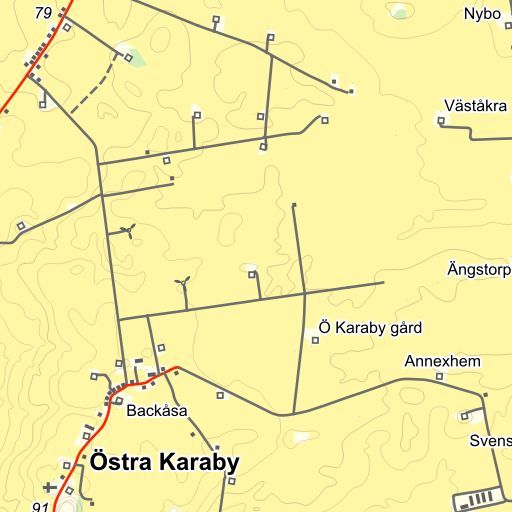 79
Nybo
Väståkra
Ängstorp
Ö Karaby gård
Annexhem
Backåsa
Svens
Östra Karaby
91